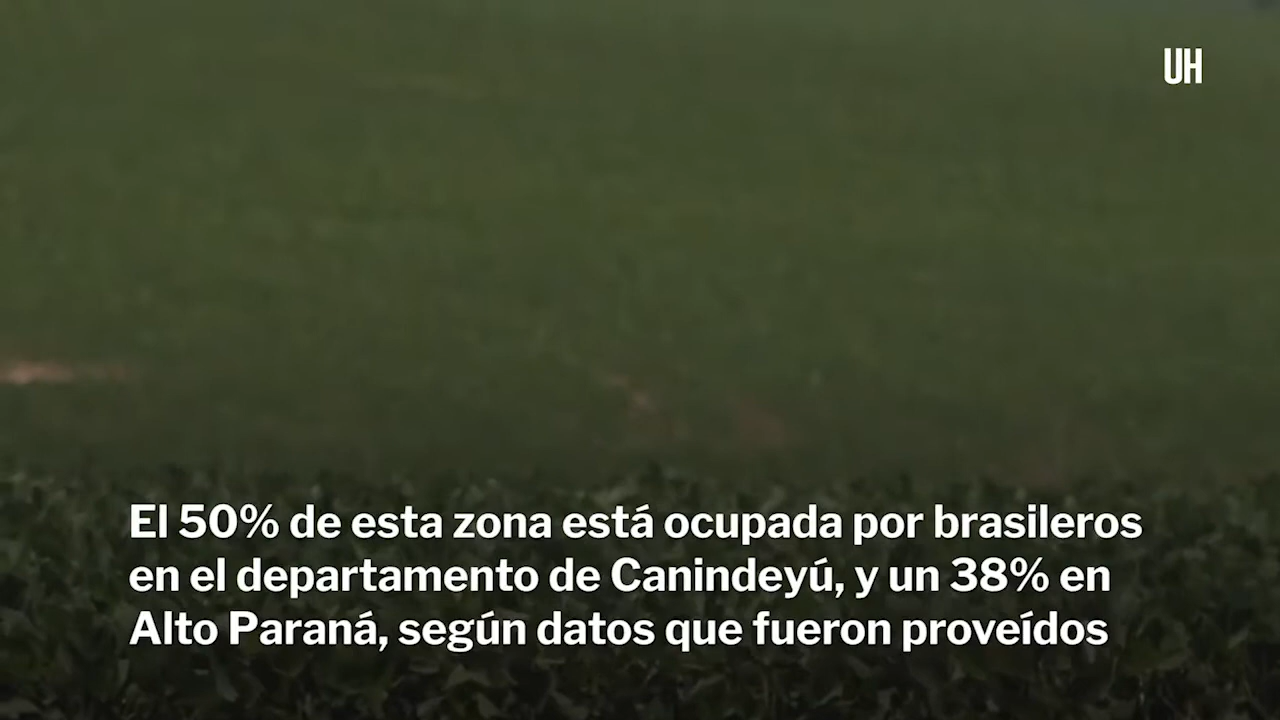 UH
El 50% de esta zona está ocupada por brasileros
en el departamento de Canindeyú, y un 38% en
Alto Paraná, según datos que fueron proveídos